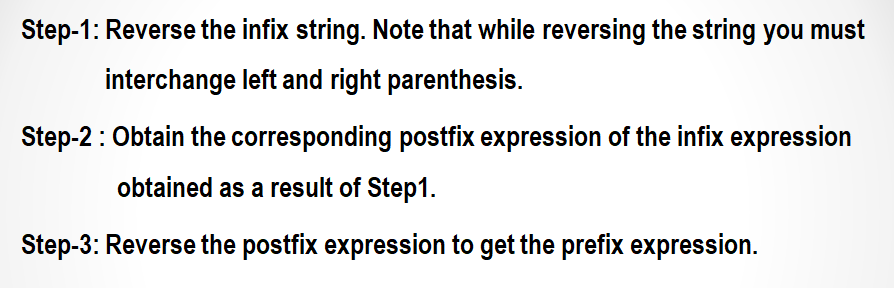 Step-1: Reverse the infix string. Note that while reversing the string you must
interchange left and right parenthesis.
Step-2 : Obtain the corresponding postfix expression of the infix expression
obtained as a result of Step1.
Step-3: Reverse the postfix expression to get the prefix expression.